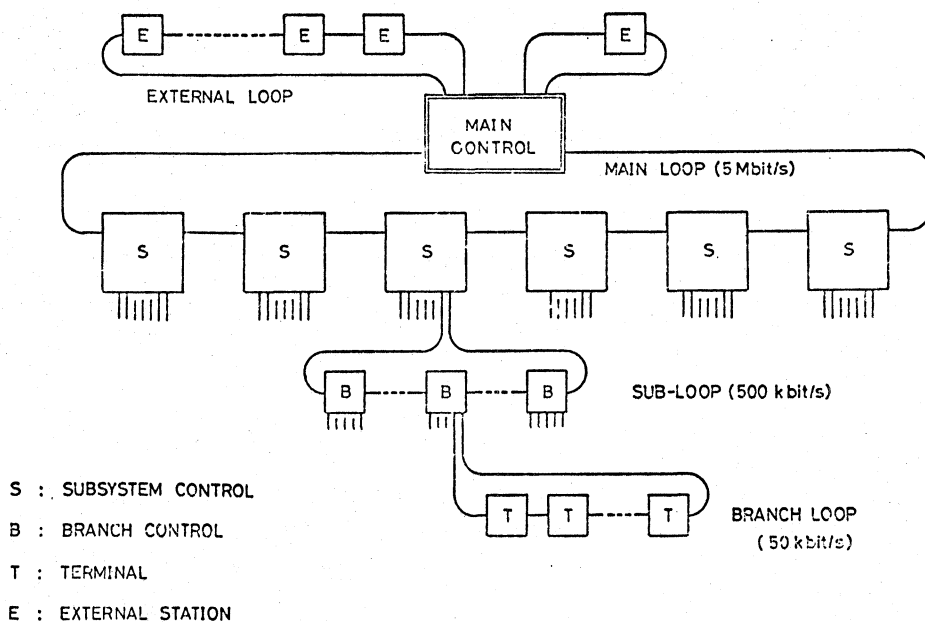 E E E E
EXTERNAL LOOP
MAIN
CONTROL
MAIN LOOP (5 Mbit/s)
S S S S S S
B B B
SUB-LOOP (500 kbit/s)
T T T
BRANCH LOOP
(50 kbit/s)
S : SUBSYSTEM CONTROL
B : BRANCH CONTROL
T : TERMINAL
E : EXTERNAL STATION